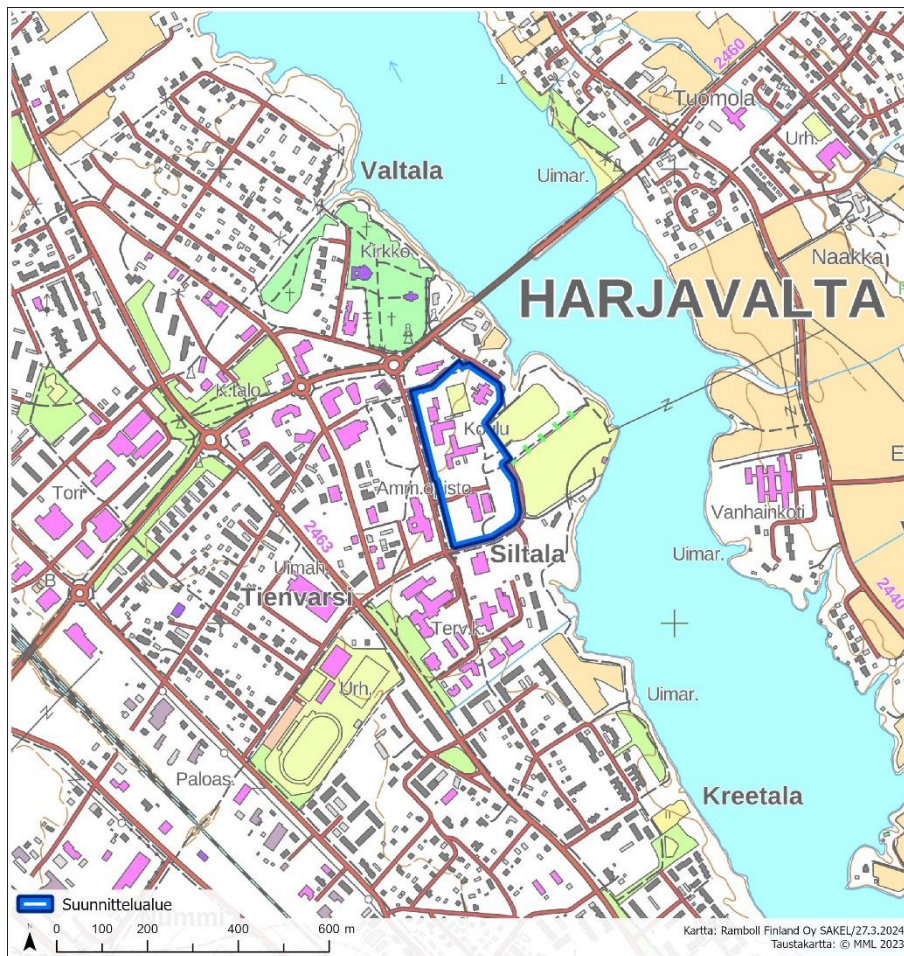 2460
Tuomola
Urh.
Valtala
Uimar.
Kirkko
Naakka
HARJAVALTA
K.talo
Koulu
E
Torr
Amm.opisto
Vanhainkoti
2463
Siltala
Uimar.
Uimah.
B
Tienvarsi
2440
Terv.k.
Urh.
Uimar.
Paloas.
Kreetala
Suunnittelualue
Nummi
N
0 100 200 400 600 m
Kartta: Ramboll Finland Oy SAKEL/27.3.2024
Taustakartta: © MML 2023